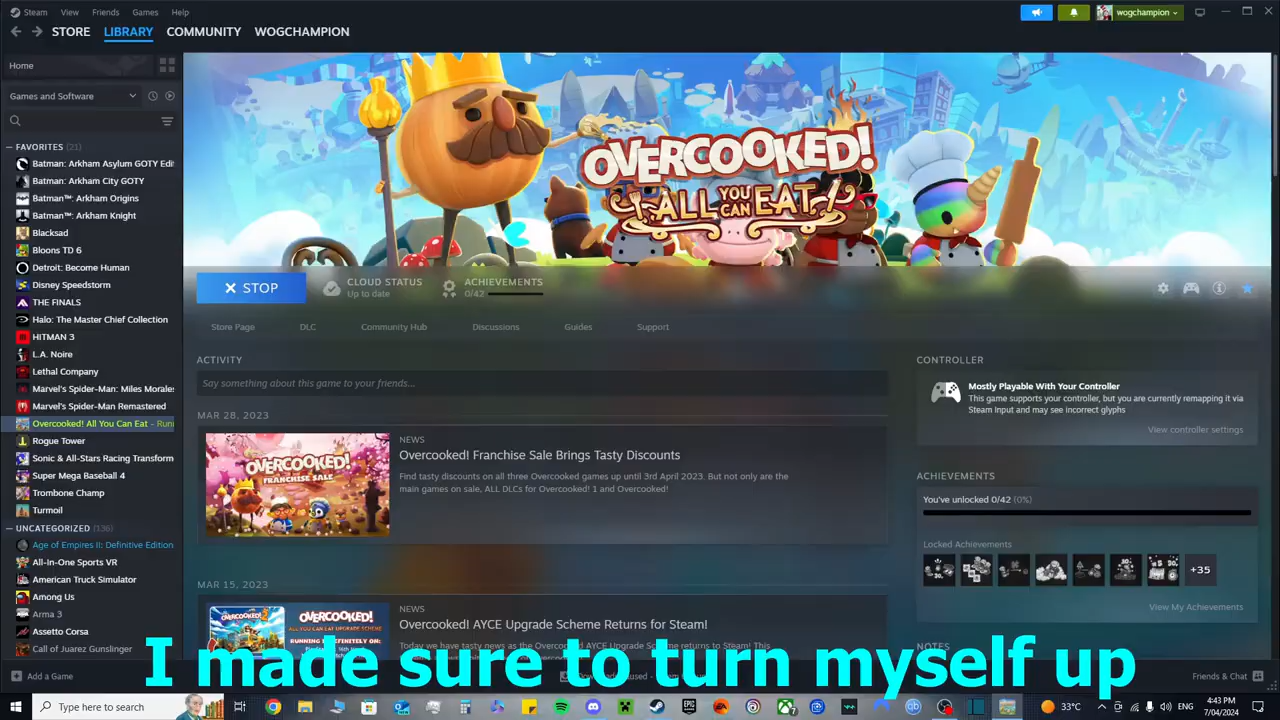 Steam View Friends Games Help
wogchampion
STORE LIBRARY COMMUNITY WOGCHAMPION
Home
Games and Software
OVERCOOKED!
ALL YOU CAN EAT
STOP
CLOUD STATUS
Up to date
ACHIEVEMENTS
0/42
Store Page DLC Community Hub Discussions Guides Support
FAVORITES (21)
Batman: Arkham Asylum GOTY Edi
Batman: Arkham City GOTY
Batman™: Arkham Origins
Batman™: Arkham Knight
Blacksad
Bloons TD 6
Detroit: Become Human
Disney Speedstorm
THE FINALS
Halo: The Master Chief Collection
HITMAN 3
L.A. Noire
Lethal Company
Marvel's Spider-Man: Miles Morales
Marvel's Spider-Man Remastered
Overcooked! All You Can Eat - Runn
Rogue Tower
Sonic & All-Stars Racing Transform
Super Mega Baseball 4
Trombone Champ
Turmoil
UNCATEGORIZED (136)
Age of Empires II: Definitive Edition
All-In-One Sports VR
American Truck Simulator
Among Us
Arma 3
Assetto Corsa
Call of Juarez Gunslinger
Add a Game
ACTIVITY
Say something about this game to your friends...
MAR 28, 2023
OVERCOOKED!
FRANCHISE SALE
NEWS
Overcooked! Franchise Sale Brings Tasty Discounts
Find tasty discounts on all three Overcooked games up until 3rd April 2023. But not only are the
main games on sale, ALL DLCs for Overcooked! 1 and Overcooked!
MAR 15, 2023
NEWS
Overcooked! AYCE Upgrade Scheme Returns for Steam!
CONTROLLER
Mostly Playable With Your Controller
This game supports your controller, but you are currently remapping it via
Steam Input and may see incorrect glyphs
View controller settings
ACHIEVEMENTS
You've unlocked 0/42 (0%)
Locked Achievements
+35
View My Achievements
NOTES
Friends & Chat
I made sure to turn myself up
Type here to search
33°C
ENG
4:43 PM
7/04/2024